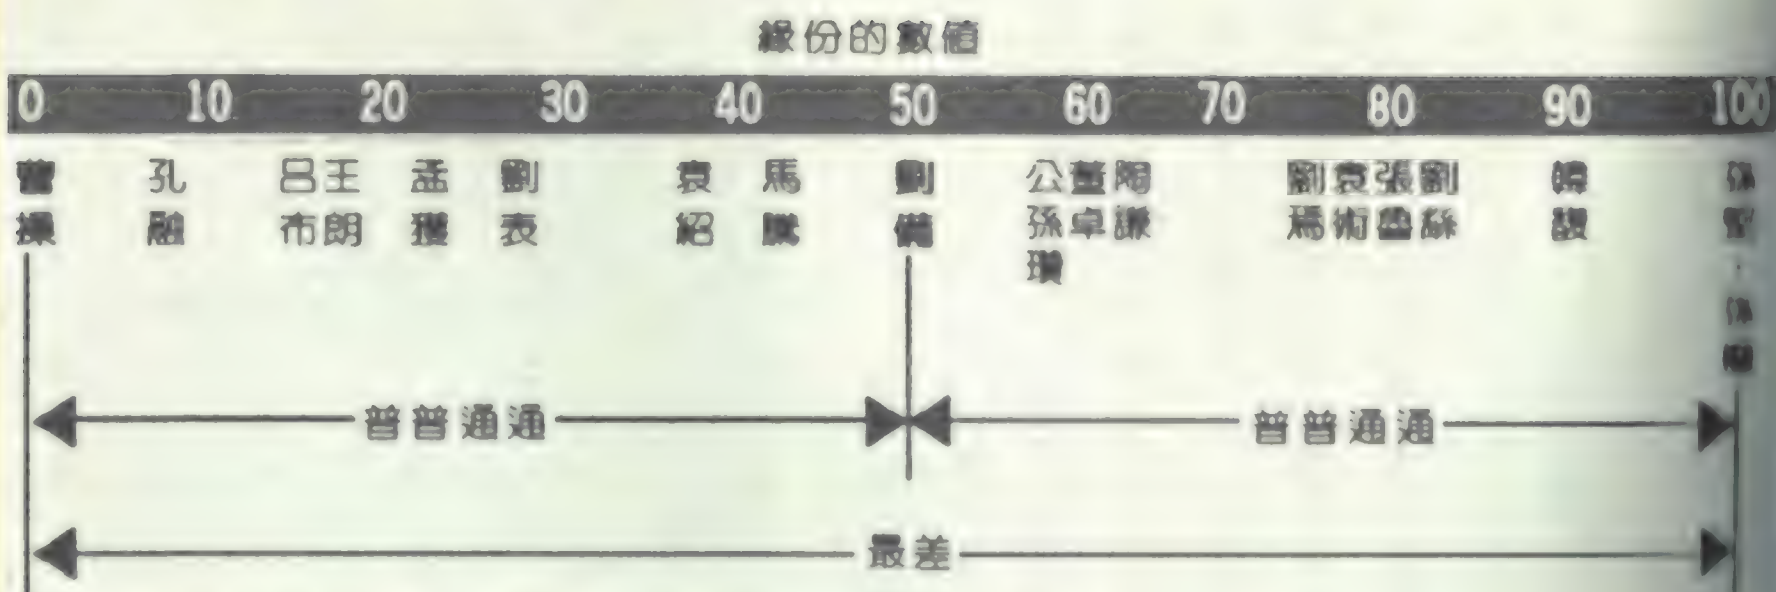 緣份的數值
0 10 20 30 40 50 60 70 80 90 100
曹操
孔融
呂布
王朗
孟獲
劉表
袁紹
馬騰
劉備
公孫瓚
董卓
陶謙
劉焉
袁術
張魯
劉繇
韓馥
孫堅・孫
普普通通
普普通通
最差